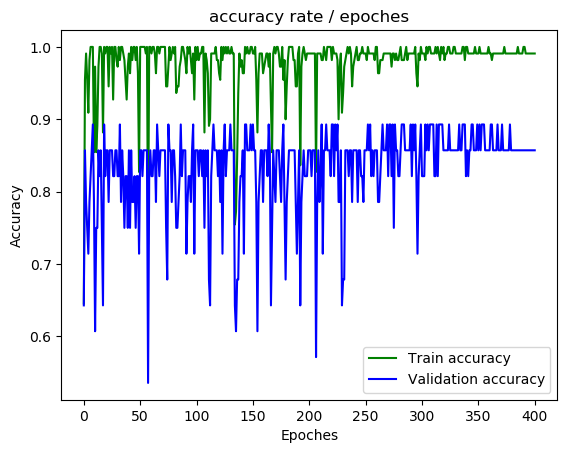 accuracy rate / epoches
1.0
0.9
0.8
0.7
0.6
Accuracy
0
50
100
150
200
250
300
350
400
Epoches
Train accuracy
Validation accuracy